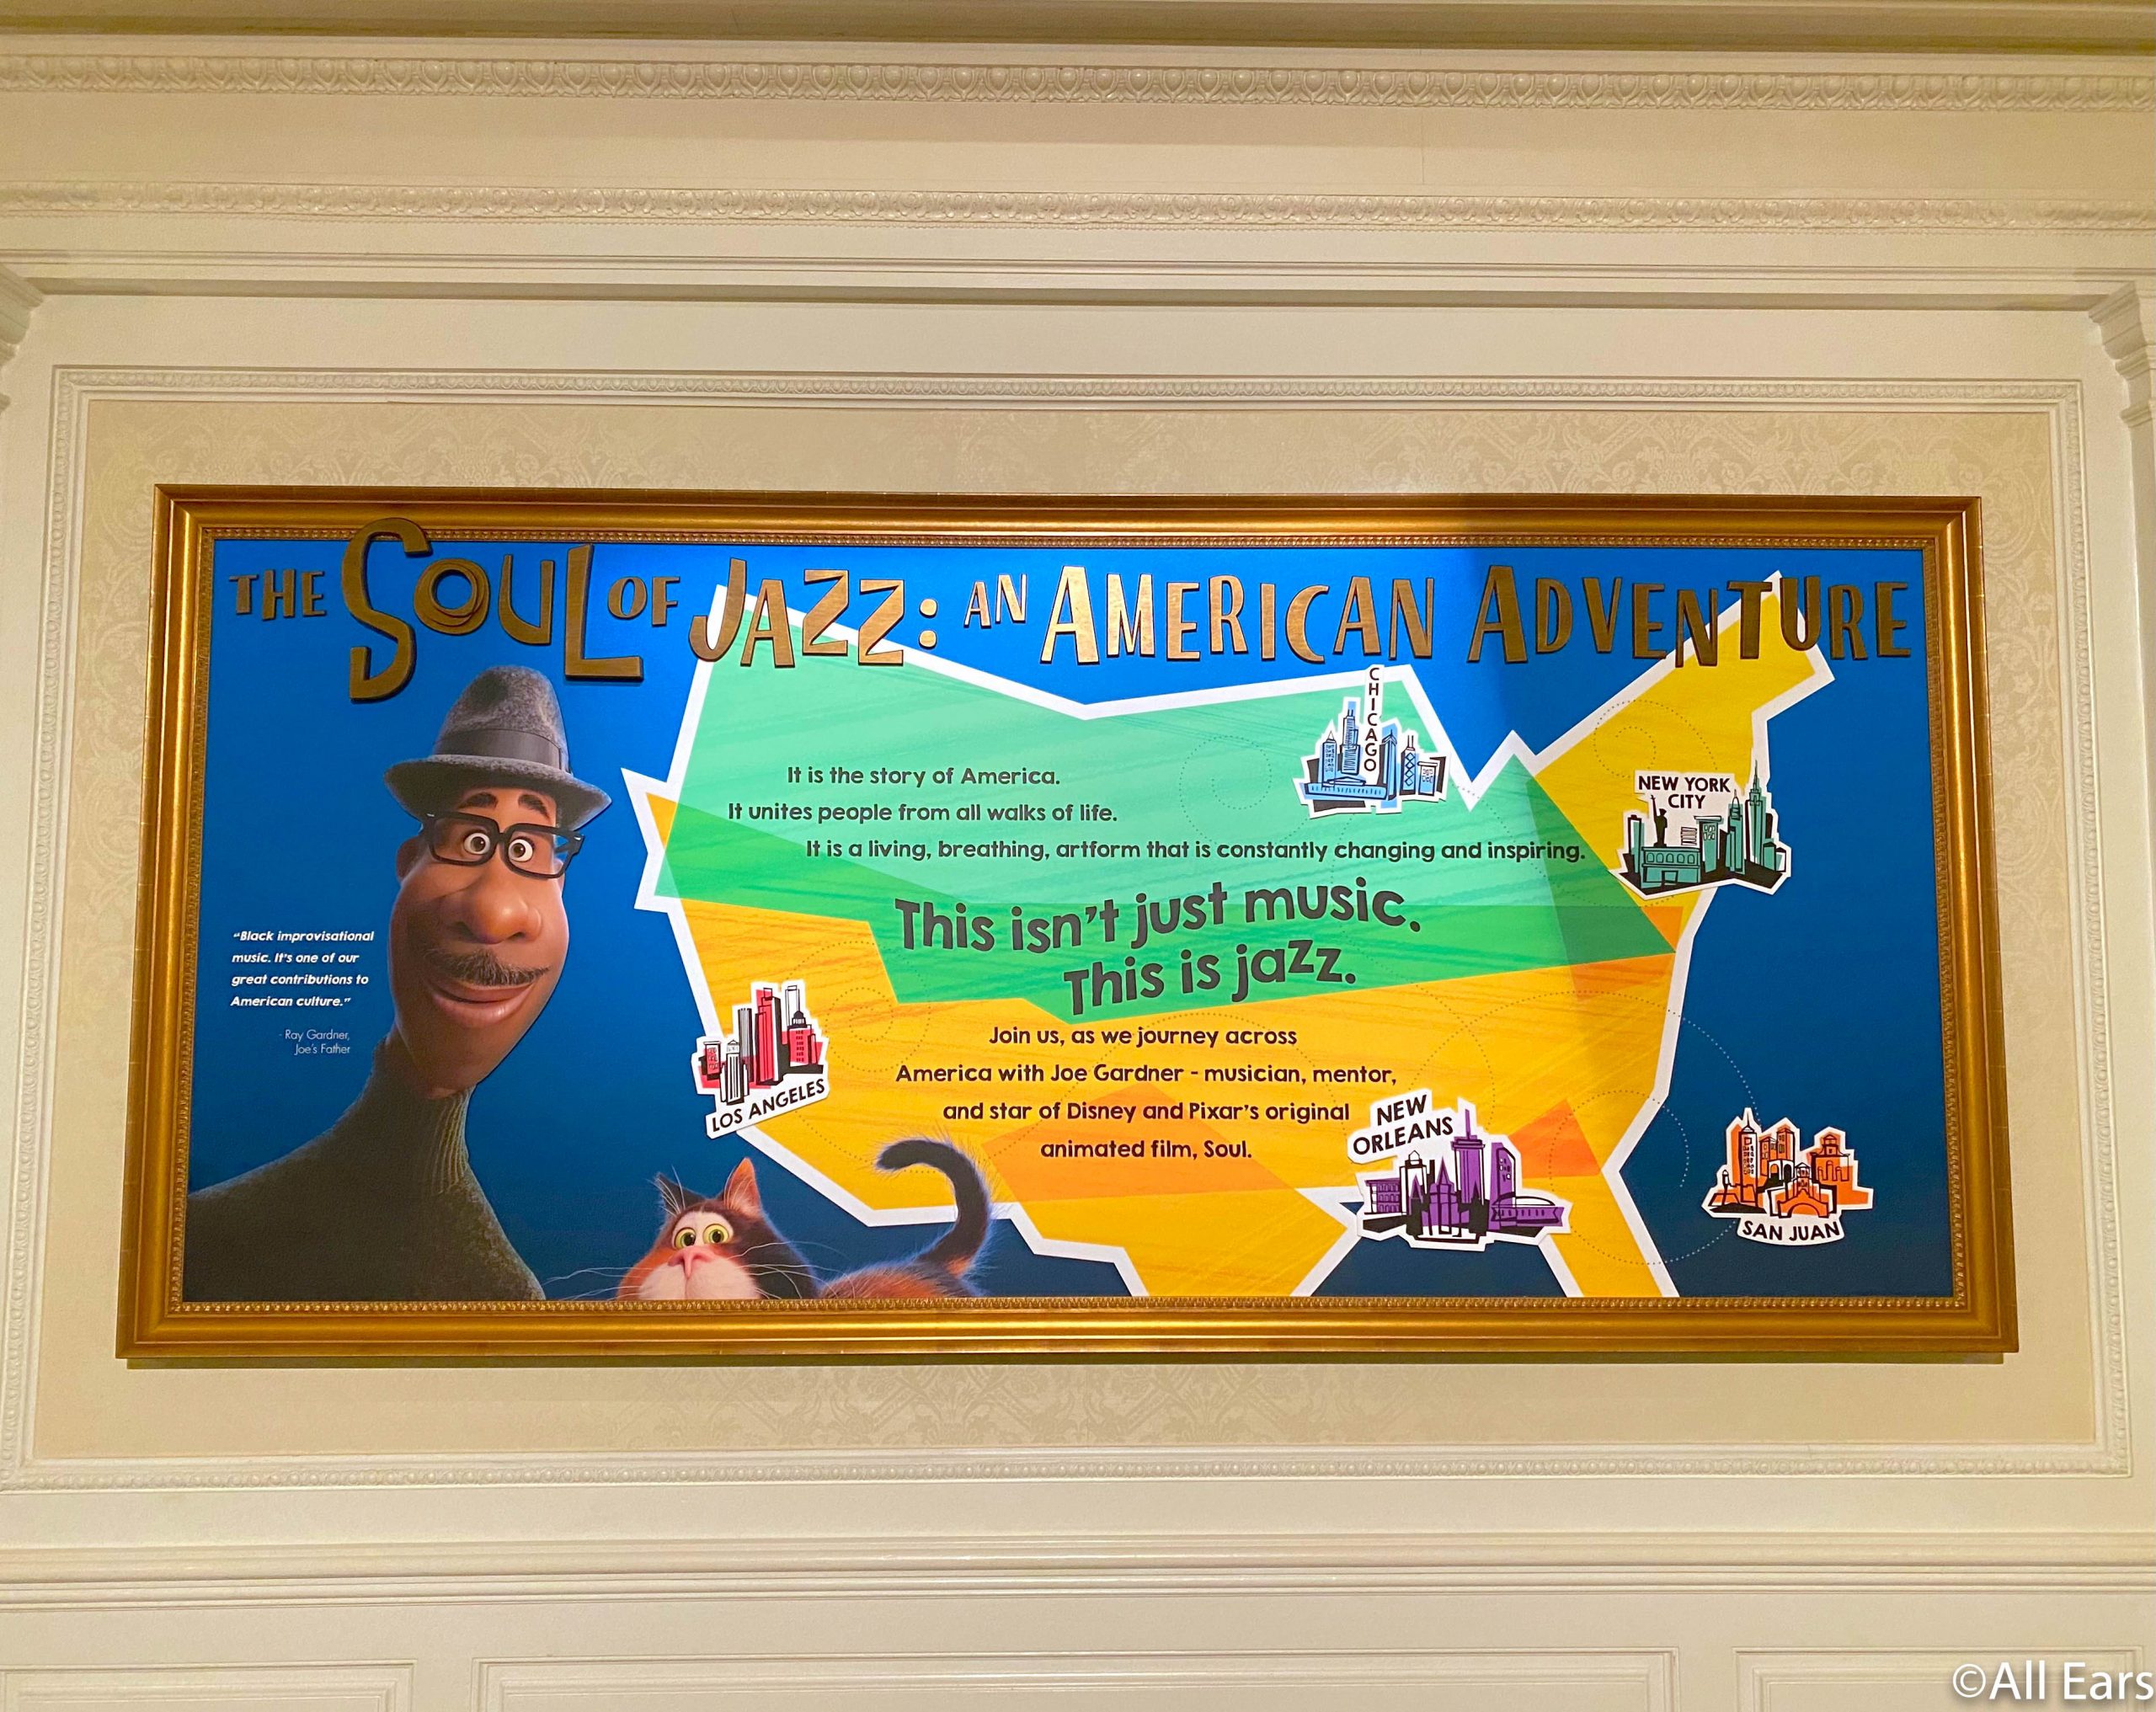 THE SOUL OF JAZZ: AN AMERICAN ADVENTURE
CHICAGO
NEW YORK
CITY
It is the story of America.
It unites people from all walks of life.
It is a living, breathing, artform that is constantly changing and inspiring.
This isn't just music.
This is jazz.
"Black improvisational
music. It's one of our
great contributions to
American culture."
- Ray Gardner,
Joe's Father
Join us, as we journey across
America with Joe Gardner - musician, mentor,
and star of Disney and Pixar's original
animated film, Soul.
LOS ANGELES
NEW
ORLEANS
SAN JUAN
©All Ears